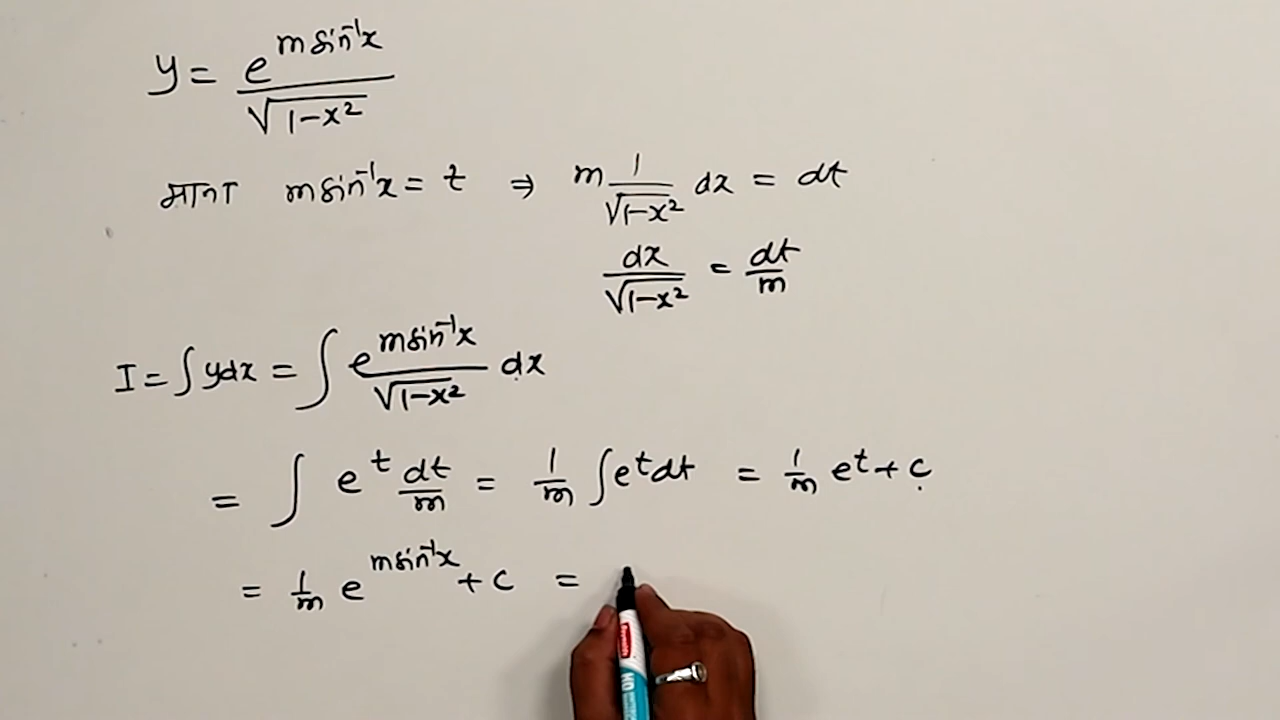 y = e^{m sin⁻¹x} / √(1-x²)
माना m sin⁻¹x = t ⇒ m 1/√(1-x²) dx = dt
dx/√(1-x²) = dt/m
I = ∫ y dx = ∫ e^{m sin⁻¹x}/√(1-x²) dx
= ∫ e^t dt/m = 1/m ∫ e^t dt = 1/m e^t + c
= 1/m e^{m sin⁻¹x} + c =